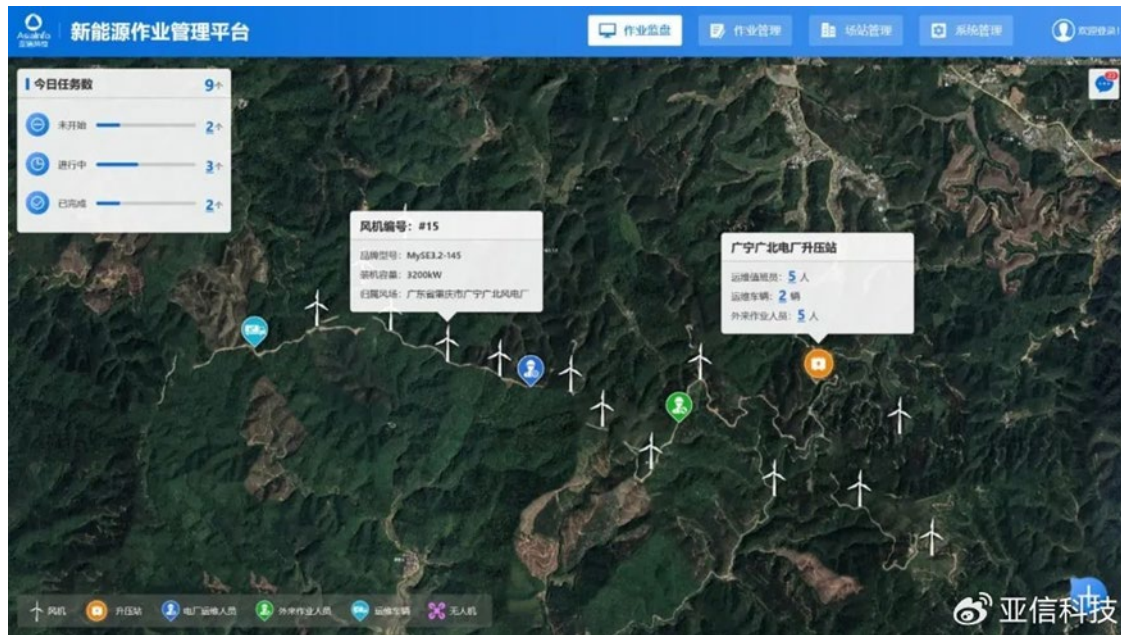 AsiaInfo
亚信科技
新能源作业管理平台
作业监盘
作业管理
场站管理
系统管理
欢迎登录!
今日任务数 9个
未开始 2个
进行中 3个
已完成 2个
风机编号：#15
品牌型号：MySE3.2-145
装机容量：3200kW
归属风场：广东省肇庆市广宁广北风电厂
广宁广北电厂升压站
运维值班员：5 人
运维车辆：2 辆
外来作业人员：5 人
风机
升压站
电厂运维人员
外来作业人员
运维车辆
无人机
亚信科技